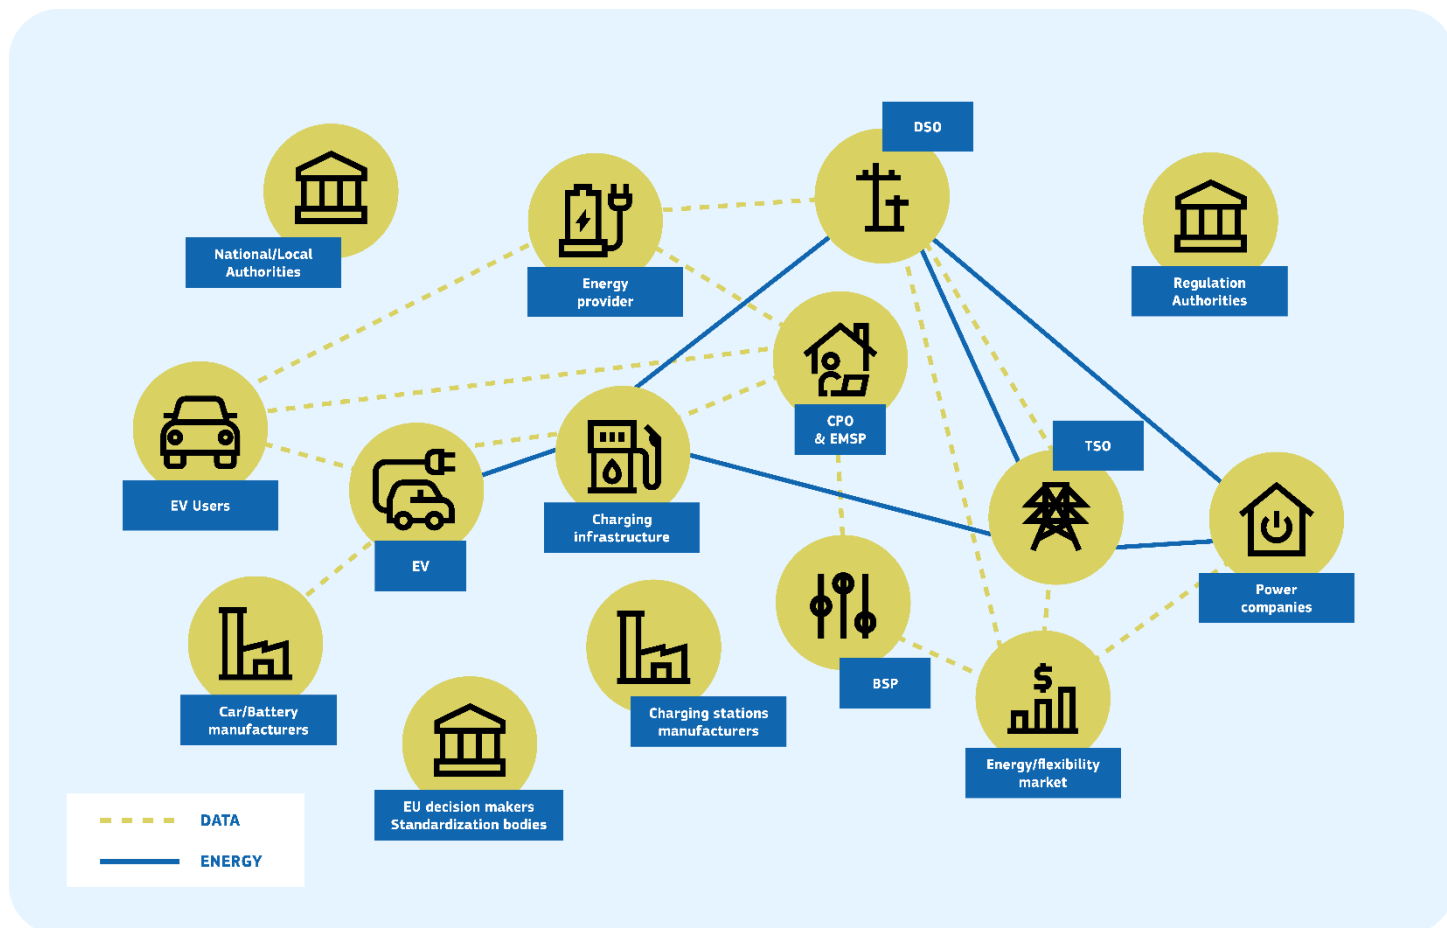 DSO
National/Local
Authorities
Energy
provider
Regulation
Authorities
CPO
& EMSP
TSO
EV Users
Charging
infrastructure
EV
Power
companies
BSP
Car/Battery
manufacturers
Charging stations
manufacturers
$
Energy/flexibility
market
EU decision makers
Standardization bodies
DATA
ENERGY